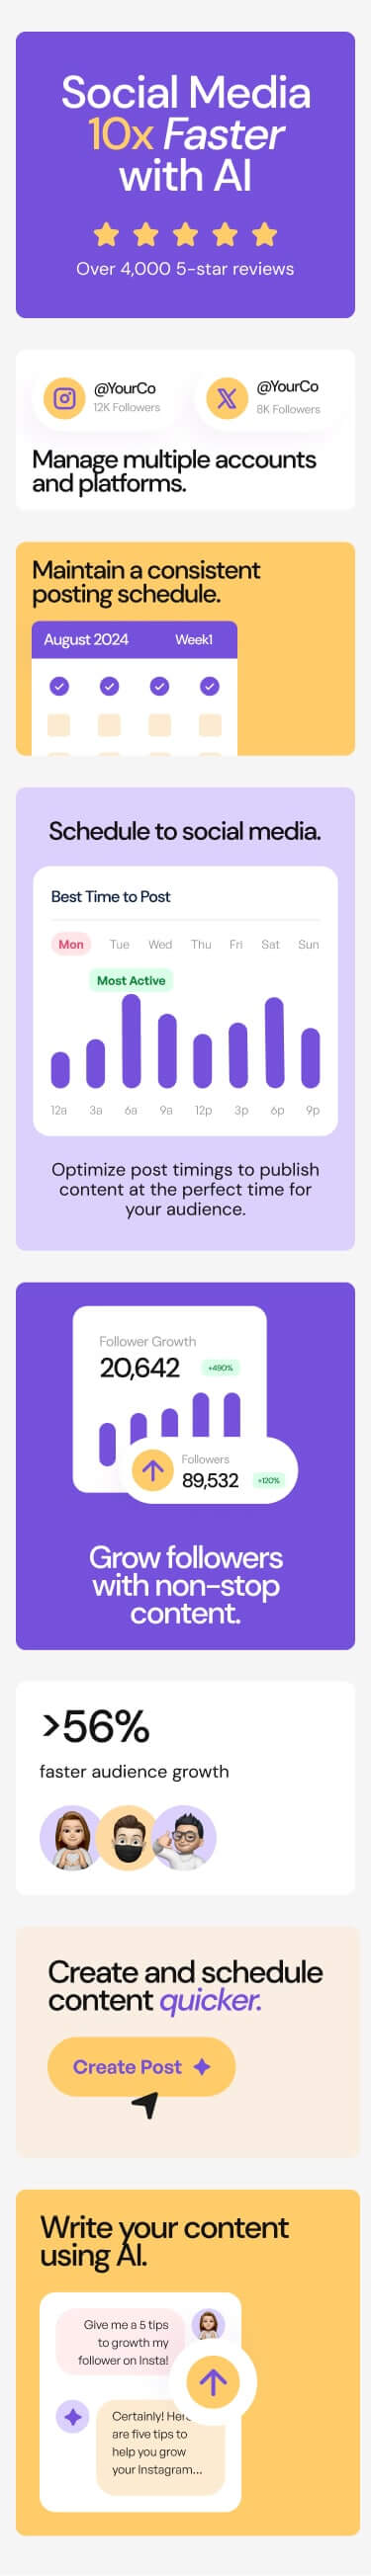 Social Media
10x Faster
with AI
Over 4,000 5-star reviews
@YourCo
12K Followers
@YourCo
8K Followers
Manage multiple accounts
and platforms.
Maintain a consistent
posting schedule.
August 2024 Week1
Schedule to social media.
Best Time to Post
Mon Tue Wed Thu Fri Sat Sun
Most Active
12a 3a 6a 9a 12p 3p 6p 9p
Optimize post timings to publish
content at the perfect time for
your audience.
Follower Growth
20,642 +490%
Followers
89,532 +120%
Grow followers
with non-stop
content.
>56%
faster audience growth
Create and schedule
content quicker.
Create Post
Write your content
using AI.
Give me a 5 tips
to growth my
follower on Insta!
Certainly! Here
are five tips to
help you grow
your Instagram...